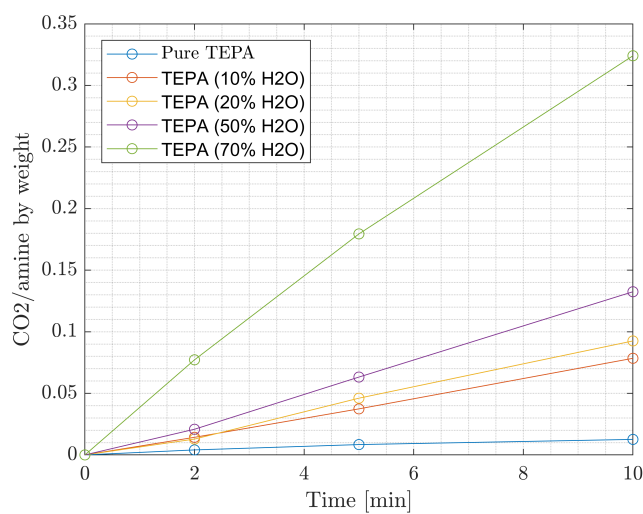 0.35
0.3
0.25
0.2
0.15
0.1
0.05
0
CO2/amine by weight
Pure TEPA
TEPA (10% H2O)
TEPA (20% H2O)
TEPA (50% H2O)
TEPA (70% H2O)
0 2 4 6 8 10
Time [min]